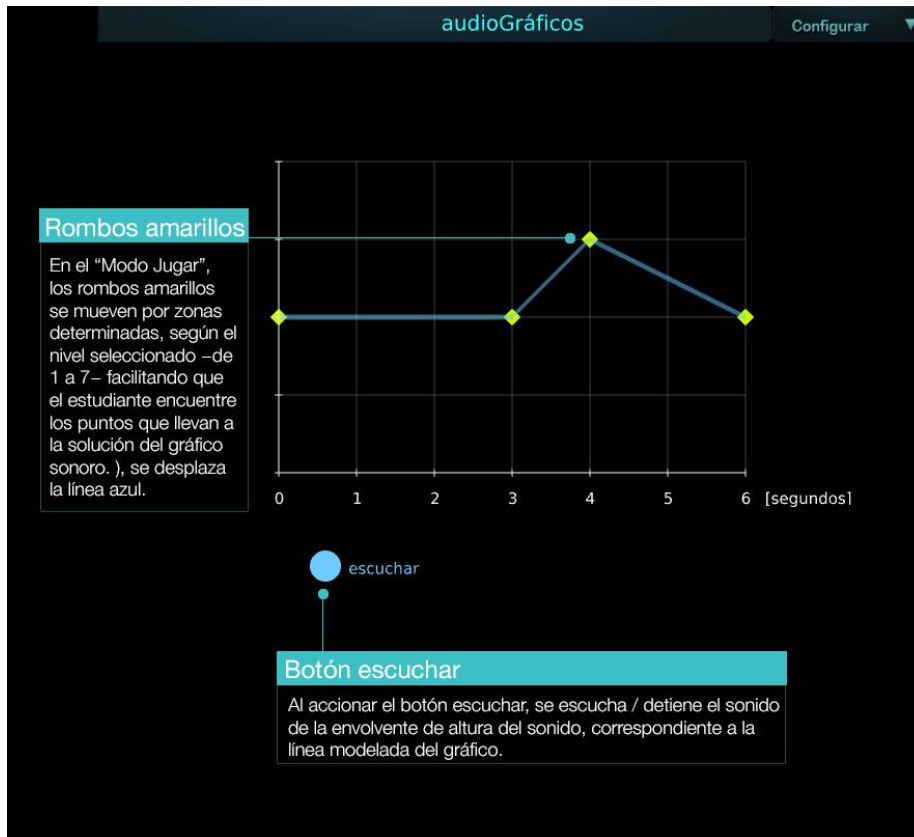 audioGráficos
Configurar
Rombos amarillos
En el “Modo Jugar”,
los rombos amarillos
se mueven por zonas
determinadas, según el
nivel seleccionado –de
1 a 7– facilitando que
el estudiante encuentre
los puntos que llevan a
la solución del gráfico
sonoro. ), se desplaza
la línea azul.
0 1 2 3 4 5 6 [segundos]
escuchar
Botón escuchar
Al accionar el botón escuchar, se escucha / detiene el sonido
de la envolvente de altura del sonido, correspondiente a la
línea modelada del gráfico.